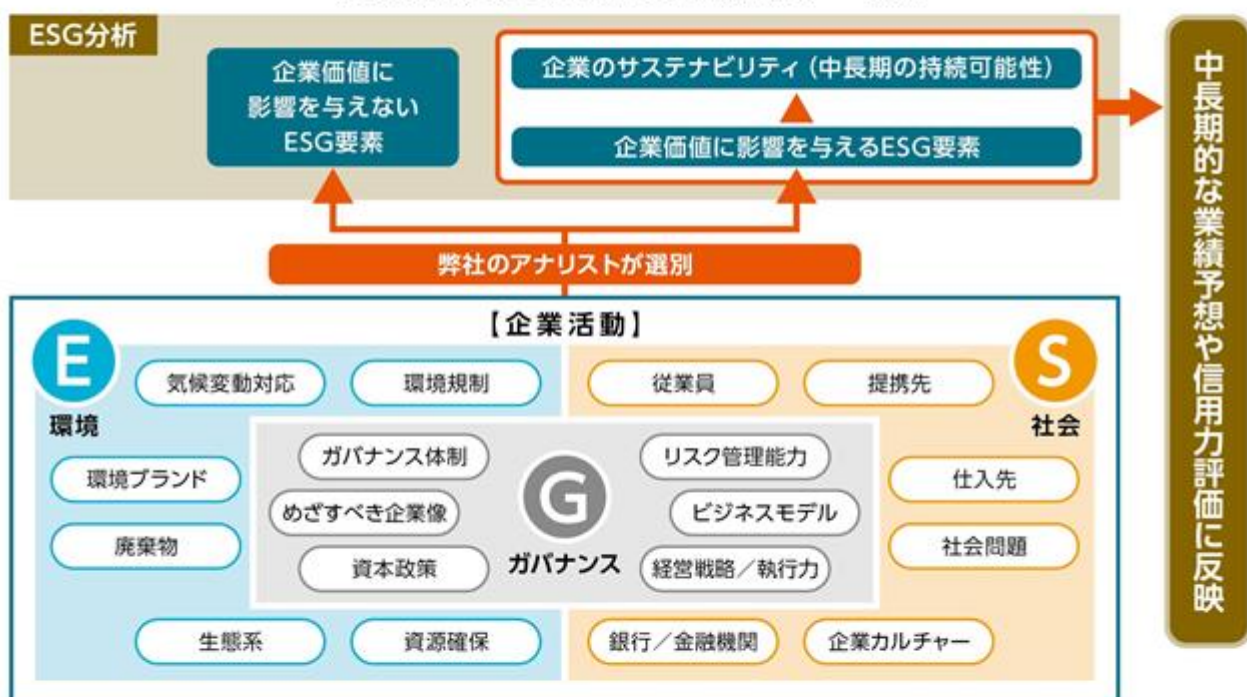 ESG分析
企業価値に
影響を与えない
ESG要素
企業のサステナビリティ（中長期の持続可能性）
企業価値に影響を与えるESG要素
中長期的な業績予想や信用力評価に反映
弊社のアナリストが選別
【企業活動】
E
環境
S
社会
気候変動対応
環境規制
従業員
提携先
環境ブランド
廃棄物
ガバナンス体制
めざすべき企業像
資本政策
G
ガバナンス
リスク管理能力
ビジネスモデル
経営戦略／執行力
仕入先
社会問題
生態系
資源確保
銀行／金融機関
企業カルチャー